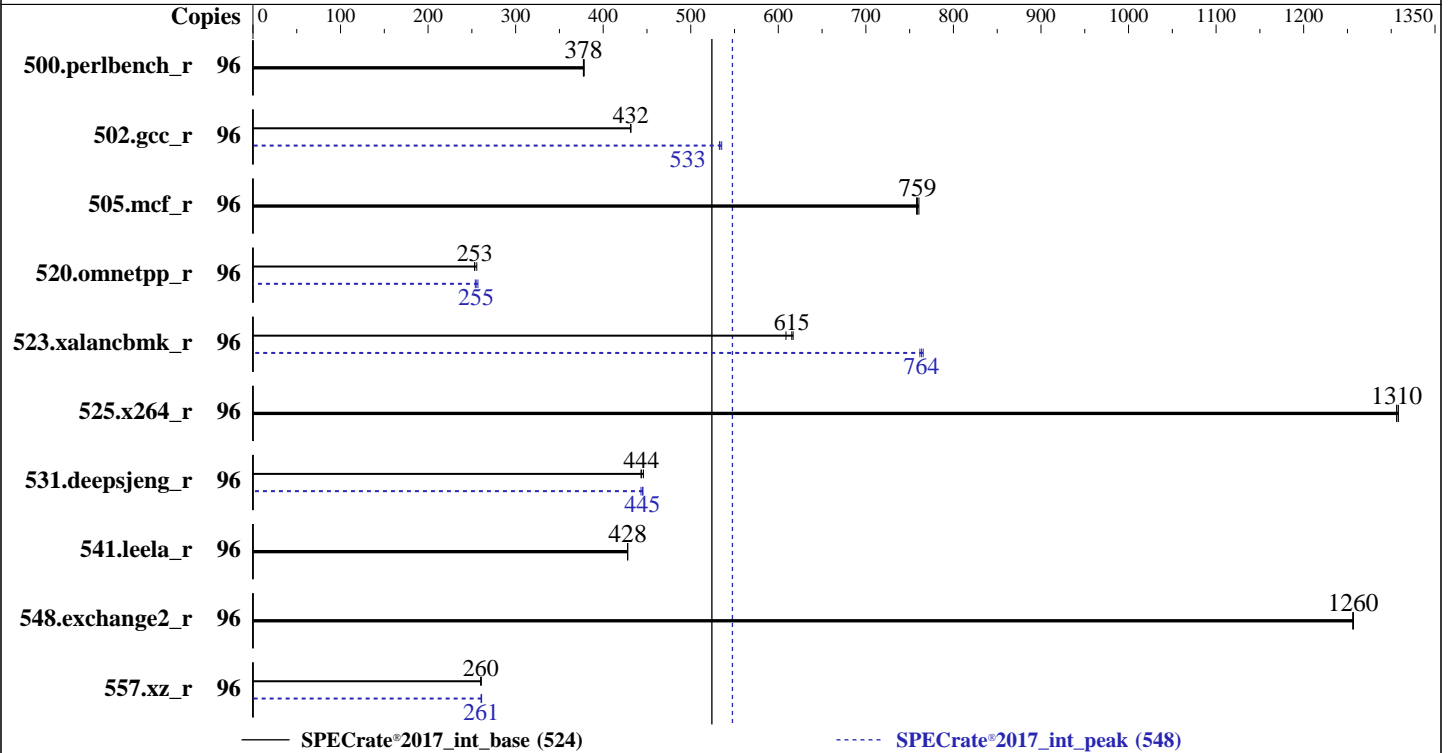 Copies 0 100 200 300 400 500 600 700 800 900 1000 1100 1200 1350
500.perlbench_r 96 378
502.gcc_r 96 432
533
505.mcf_r 96 759
520.omnetpp_r 96 253
255
523.xalancbmk_r 96 615
764
525.x264_r 96 1310
531.deepsjeng_r 96 444
445
541.leela_r 96 428
548.exchange2_r 96 1260
557.xz_r 96 260
261
SPECrate®2017_int_base (524) SPECrate®2017_int_peak (548)